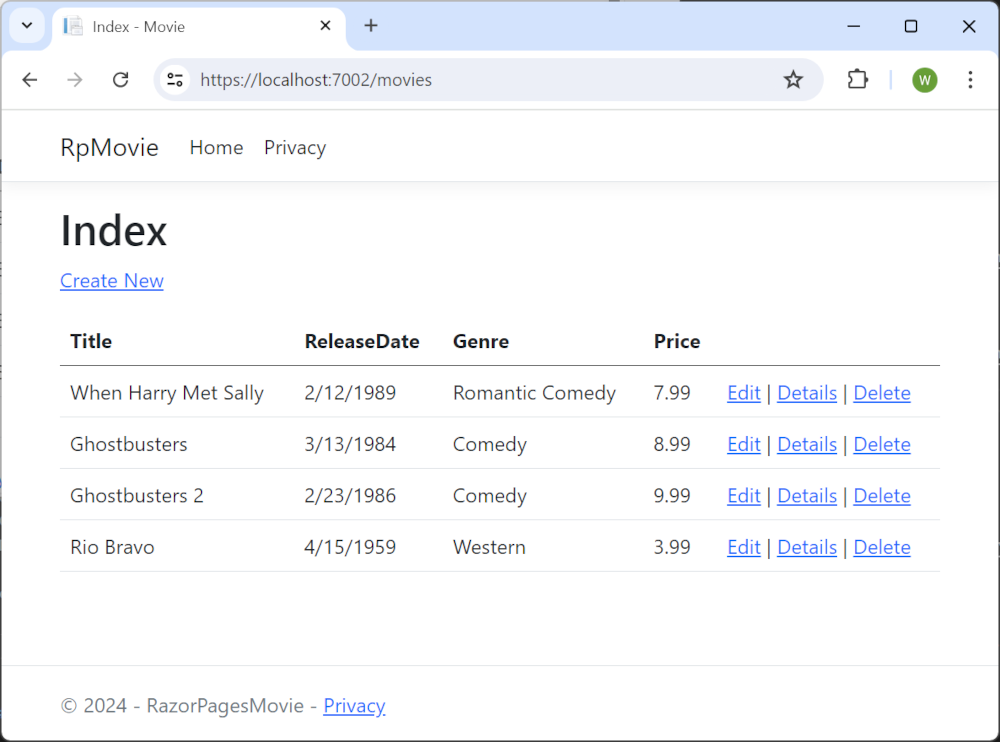 Index - Movie
https://localhost:7002/movies
W
RpMovie Home Privacy
Index
Create New
Title ReleaseDate Genre Price
When Harry Met Sally 2/12/1989 Romantic Comedy 7.99 Edit | Details | Delete
Ghostbusters 3/13/1984 Comedy 8.99 Edit | Details | Delete
Ghostbusters 2 2/23/1986 Comedy 9.99 Edit | Details | Delete
Rio Bravo 4/15/1959 Western 3.99 Edit | Details | Delete
© 2024 - RazorPagesMovie - Privacy